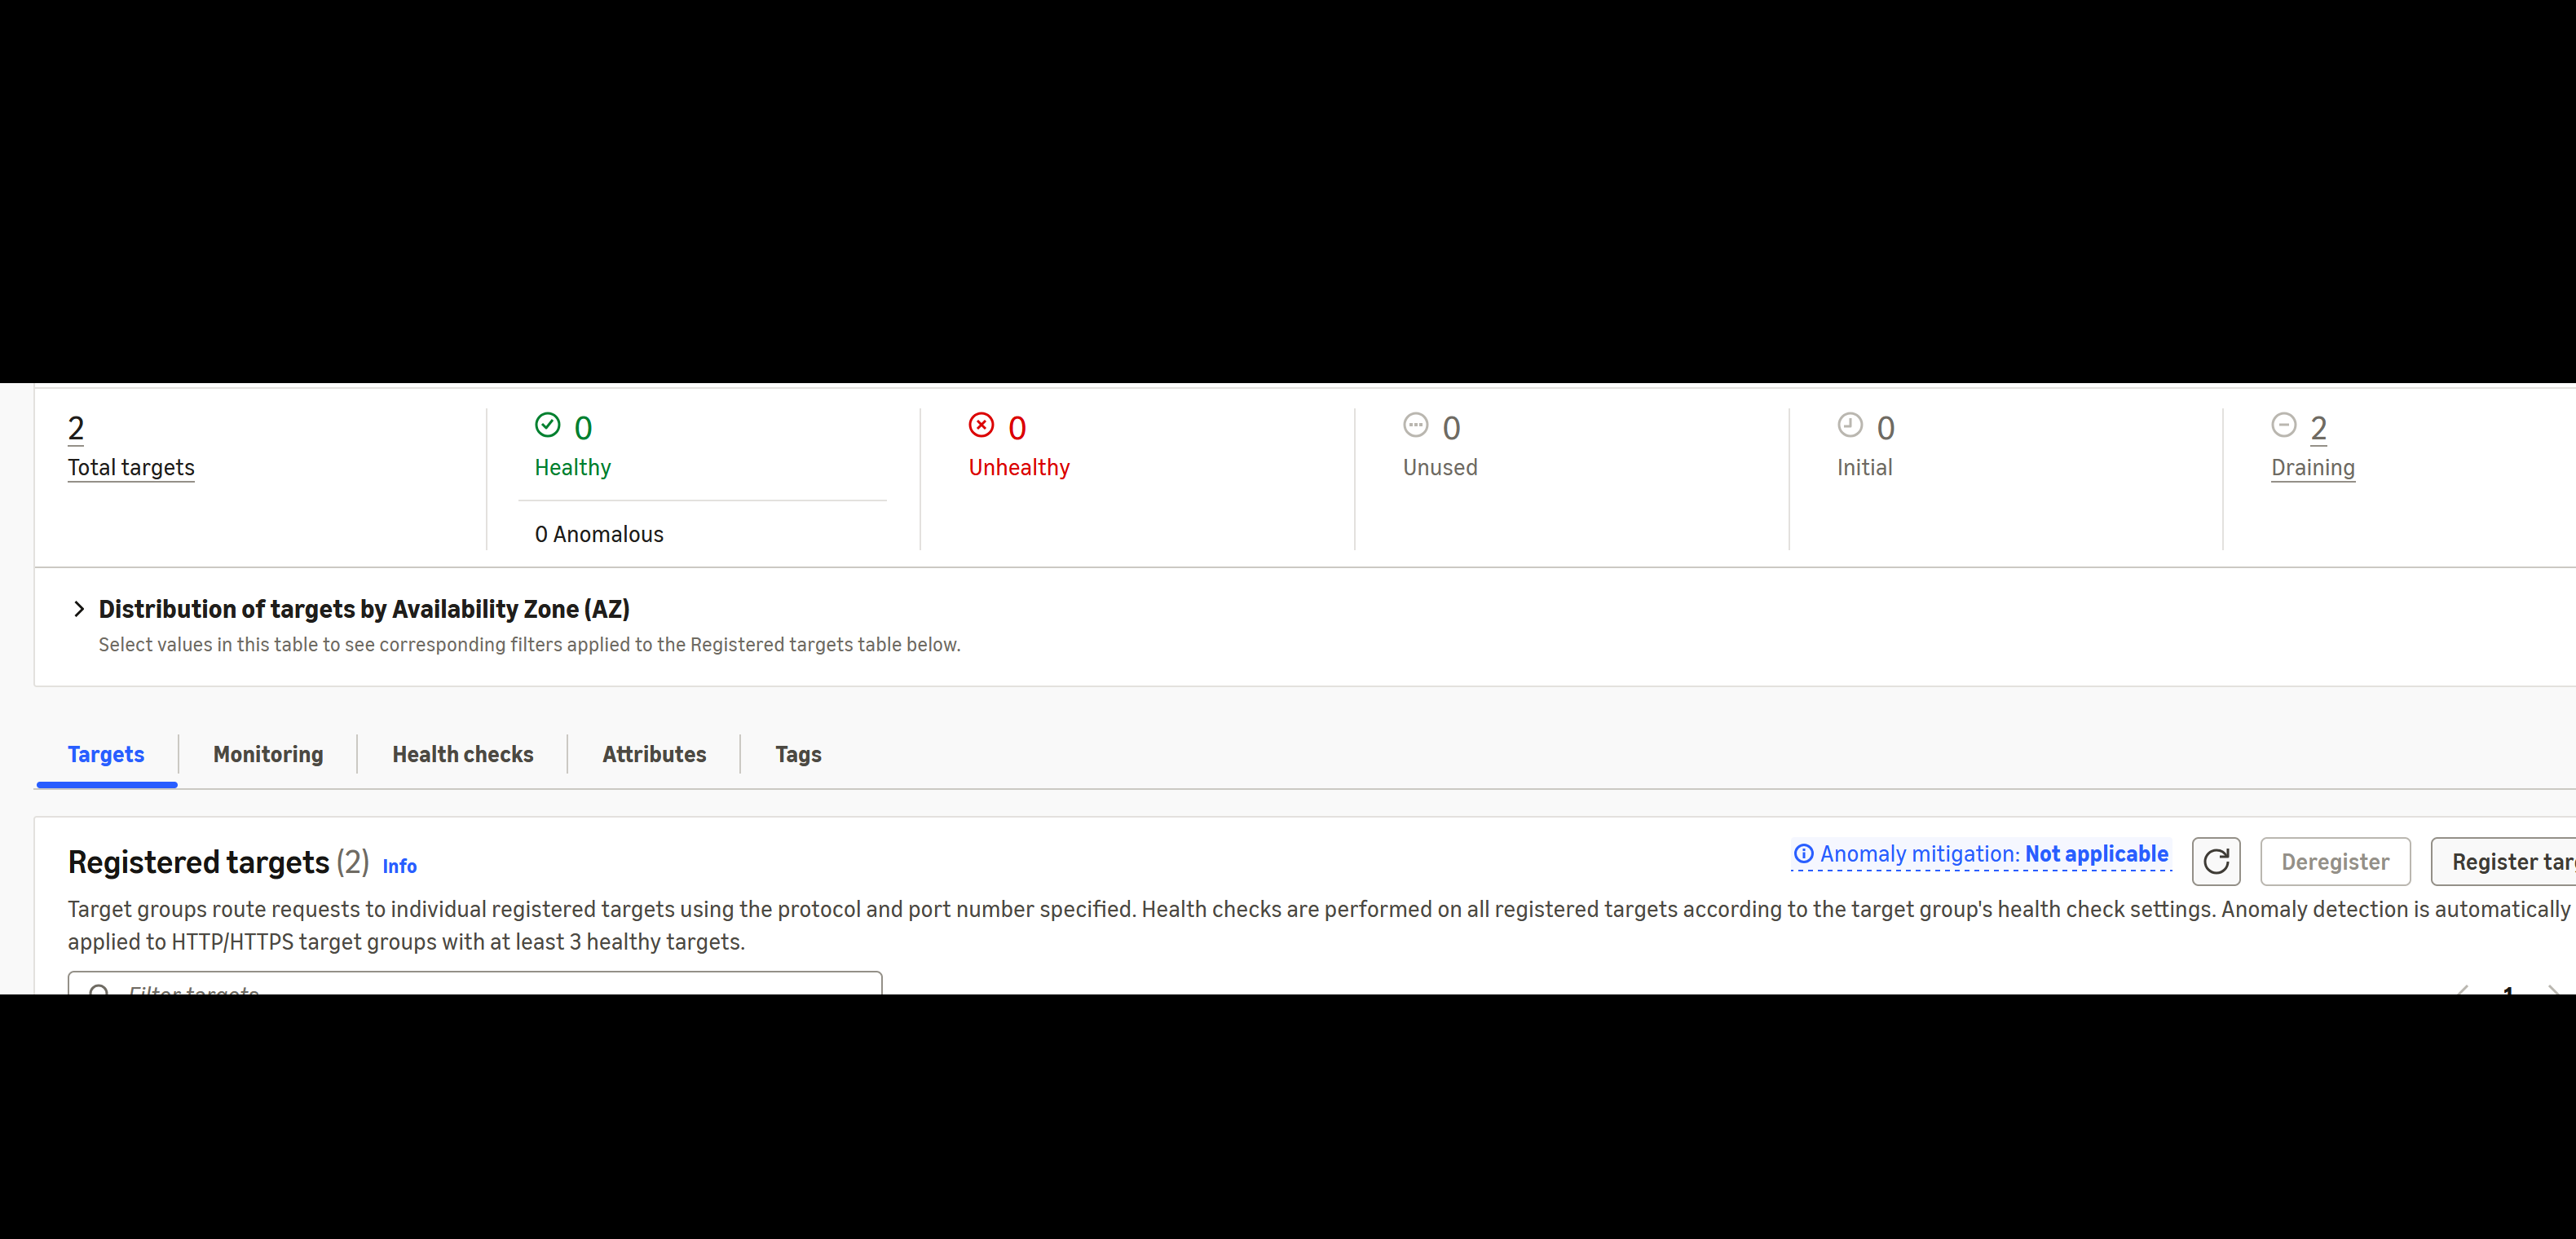 2
Total targets
0
Healthy
0 Anomalous
0
Unhealthy
0
Unused
0
Initial
2
Draining
Distribution of targets by Availability Zone (AZ)
Select values in this table to see corresponding filters applied to the Registered targets table below.
Targets
Monitoring
Health checks
Attributes
Tags
Registered targets (2) Info
Anomaly mitigation: Not applicable
Deregister
Register
Target groups route requests to individual registered targets using the protocol and port number specified. Health checks are performed on all registered targets according to the target group's health check settings. Anomaly detection is automatically
applied to HTTP/HTTPS target groups with at least 3 healthy targets.
Filter targets
1